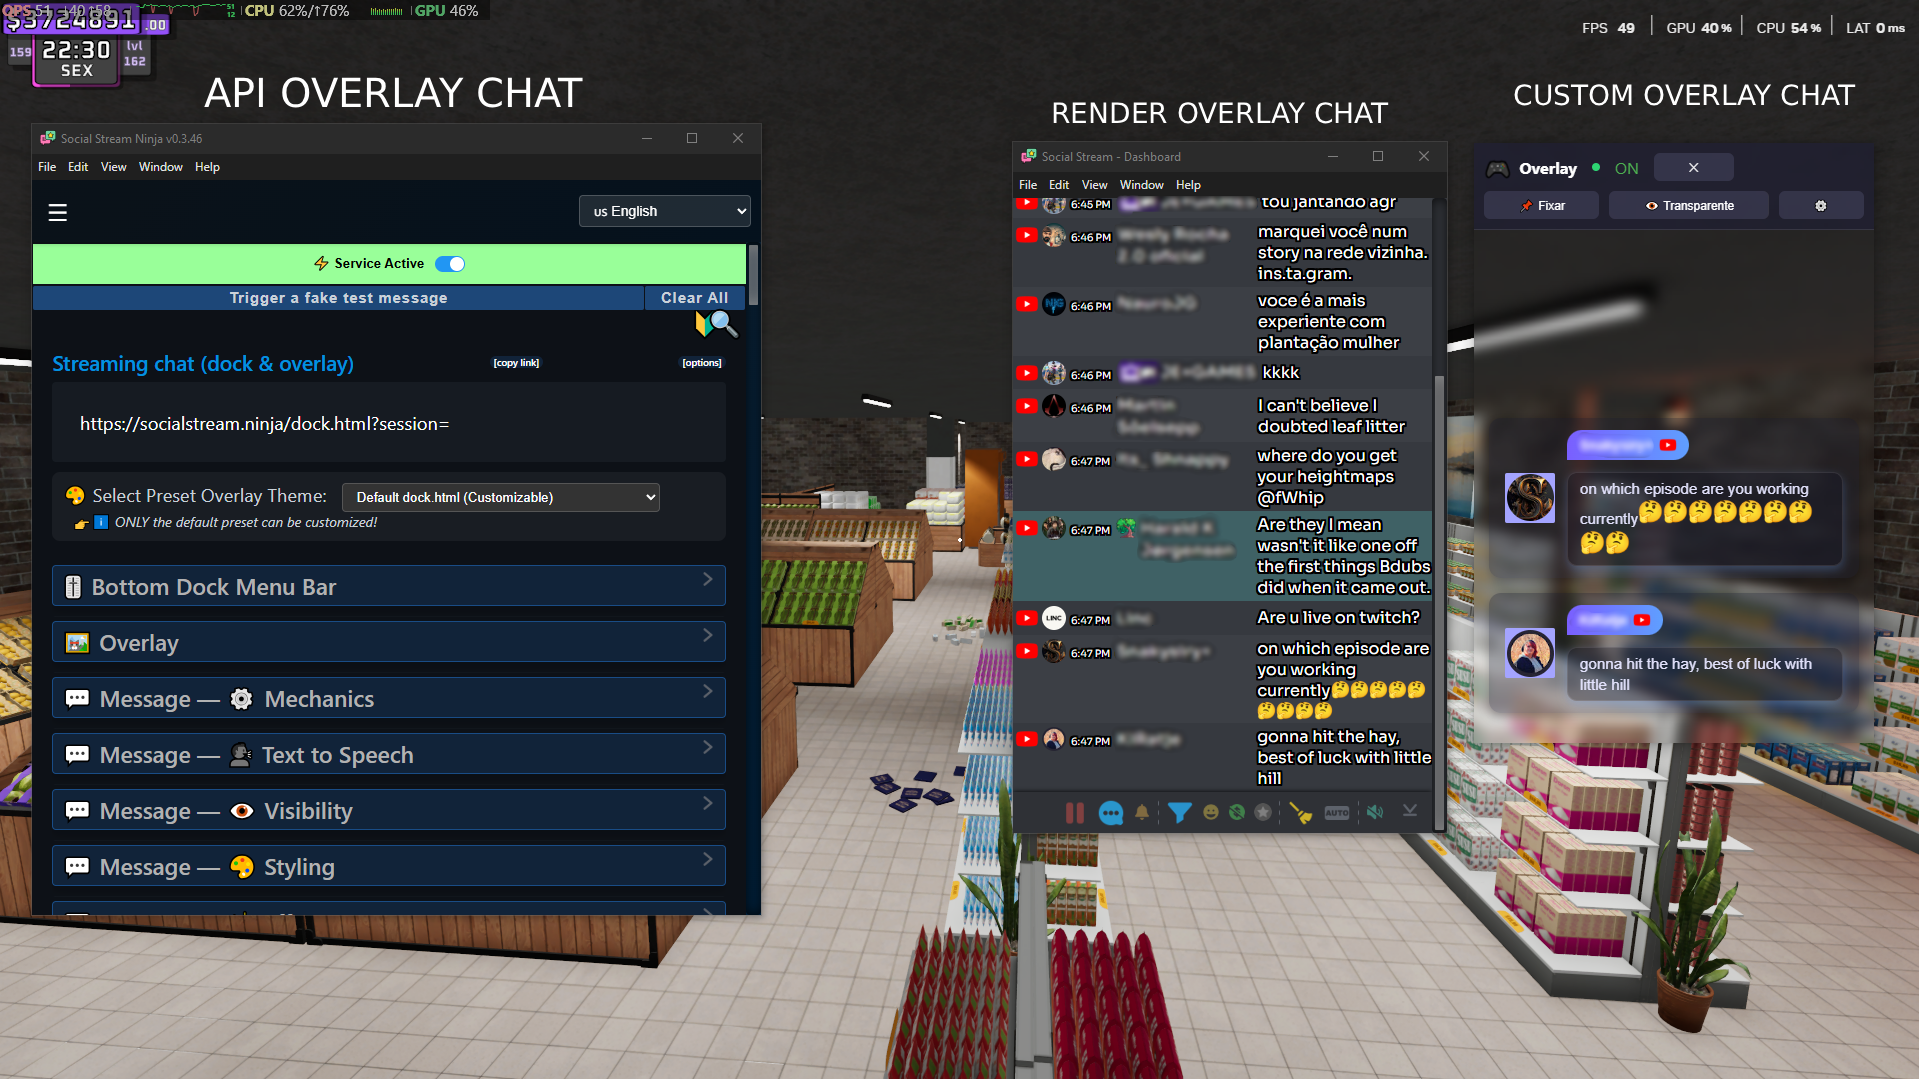 51 ↓40 ↑58
51
12
CPU 62%/↑76%
GPU 46%
$3724891.00
159
22:30
SEX
lvl
162
FPS 49
GPU 40 %
CPU 54 %
LAT 0 ms
API OVERLAY CHAT
RENDER OVERLAY CHAT
CUSTOM OVERLAY CHAT
Social Stream Ninja v0.3.46
File Edit View Window Help
us English
Service Active
Trigger a fake test message
Clear All
Streaming chat (dock & overlay)
[copy link]
[options]
https://socialstream.ninja/dock.html?session=
Select Preset Overlay Theme:
Default dock.html (Customizable)
ONLY the default preset can be customized!
Bottom Dock Menu Bar
Overlay
Message — Mechanics
Message — Text to Speech
Message — Visibility
Message — Styling
Social Stream - Dashboard
File Edit View Window Help
6:45 PM
tou jantando agr
6:46 PM
marquei você num
story na rede vizinha.
ins.ta.gram.
NJG
6:46 PM
voce é a mais
experiente com
plantação mulher
6:46 PM
kkkk
6:46 PM
I can't believe I
doubted leaf litter
6:47 PM
where do you get
your heightmaps
@fWhip
6:47 PM
Are they I mean
wasn't it like one off
the first things Bdubs
did when it came out.
LINC
6:47 PM
Are u live on twitch?
6:47 PM
on which episode are
you working
currently🤔🤔🤔🤔🤔
🤔🤔🤔🤔
6:47 PM
gonna hit the hay,
best of luck with little
hill
AUTO
Overlay
ON
✕
Fixar
Transparente
on which episode are you working
currently🤔🤔🤔🤔🤔🤔🤔
🤔🤔
gonna hit the hay, best of luck with
little hill